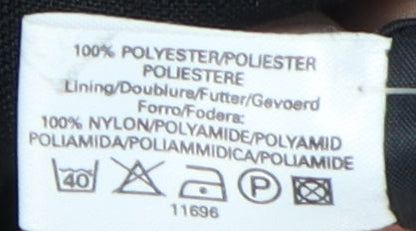 100% POLYESTER/POLIESTER
POLIESTERE
Lining/Doublure/Futter/Gevoerd
Forro/Fodera:
100% NYLON/POLYAMIDE/POLYAMID
POLIAMIDA/POLIAMMIDICA/POLIAMIDE
40 P
11696